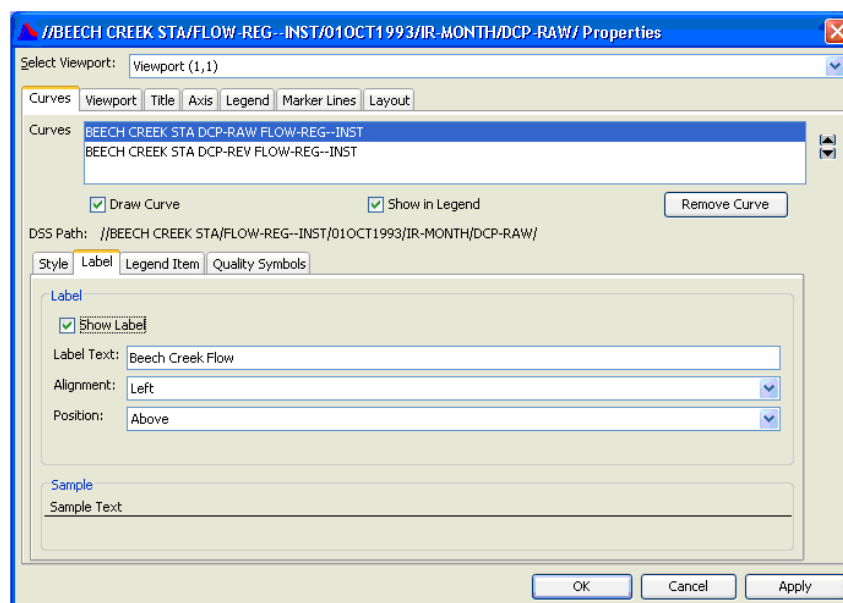 //BEECH CREEK STA/FLOW-REG--INST/01OCT1993/IR-MONTH/DCP-RAW/ Properties
Select Viewport: Viewport (1,1)
Curves Viewport Title Axis Legend Marker Lines Layout
Curves BEECH CREEK STA DCP-RAW FLOW-REG--INST
BEECH CREEK STA DCP-REV FLOW-REG--INST
Draw Curve Show in Legend Remove Curve
DSS Path: //BEECH CREEK STA/FLOW-REG--INST/01OCT1993/IR-MONTH/DCP-RAW/
Style Label Legend Item Quality Symbols
Label
Show Label
Label Text: Beech Creek Flow
Alignment: Left
Position: Above
Sample
Sample Text
OK Cancel Apply